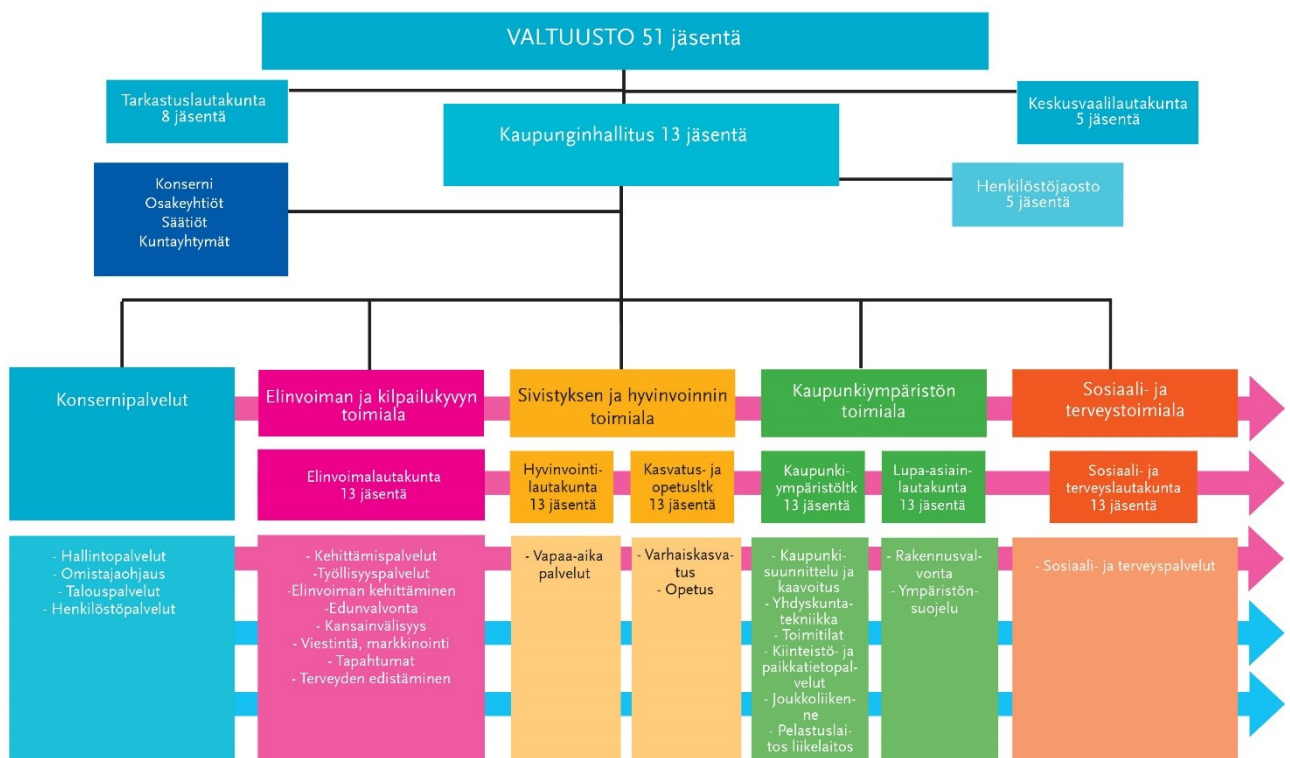 VALTUUSTO 51 jäsentä
Tarkastuslautakunta
8 jäsentä
Keskusvaalilautakunta
5 jäsentä
Kaupunginhallitus 13 jäsentä
Konserni
Osakeyhtiöt
Säätiöt
Kuntayhtymät
Henkilöstöjaosto
5 jäsentä
Konsernipalvelut
Elinvoiman ja kilpailukyvyn
toimiala
Sivistyksen ja hyvinvoinnin
toimiala
Kaupunkiympäristön
toimiala
Sosiaali- ja
terveystoimiala
Elinvoimalautakunta
13 jäsentä
Hyvinvointi-
lautakunta
13 jäsentä
Kasvatus- ja
opetusltk
13 jäsentä
Kaupunki-
ympäristöltk
13 jäsentä
Lupa-asiain-
lautakunta
13 jäsentä
Sosiaali- ja
terveyslautakunta
13 jäsentä
- Hallintopalvelut
- Omistajaohjaus
- Talouspalvelut
- Henkilöstöpalvelut
- Kehittämispalvelut
-Työllisyyspalvelut
-Elinvoiman kehittäminen
-Edunvalvonta
- Kansainvälisyys
- Viestintä, markkinointi
- Tapahtumat
- Terveyden edistäminen
- Vapaa-aika
palvelut
- Varhaiskasva-
tus
- Opetus
- Kaupunki-
suunnittelu ja
kaavoitus
- Yhdyskunta-
tekniikka
- Toimitilat
- Kiinteistö- ja
paikkatietopal-
velut
- Joukkoliiken-
ne
- Pelastuslai-
tos liikelaitos
- Rakennusval-
vonta
- Ympäristön-
suojelu
- Sosiaali- ja terveyspalvelut